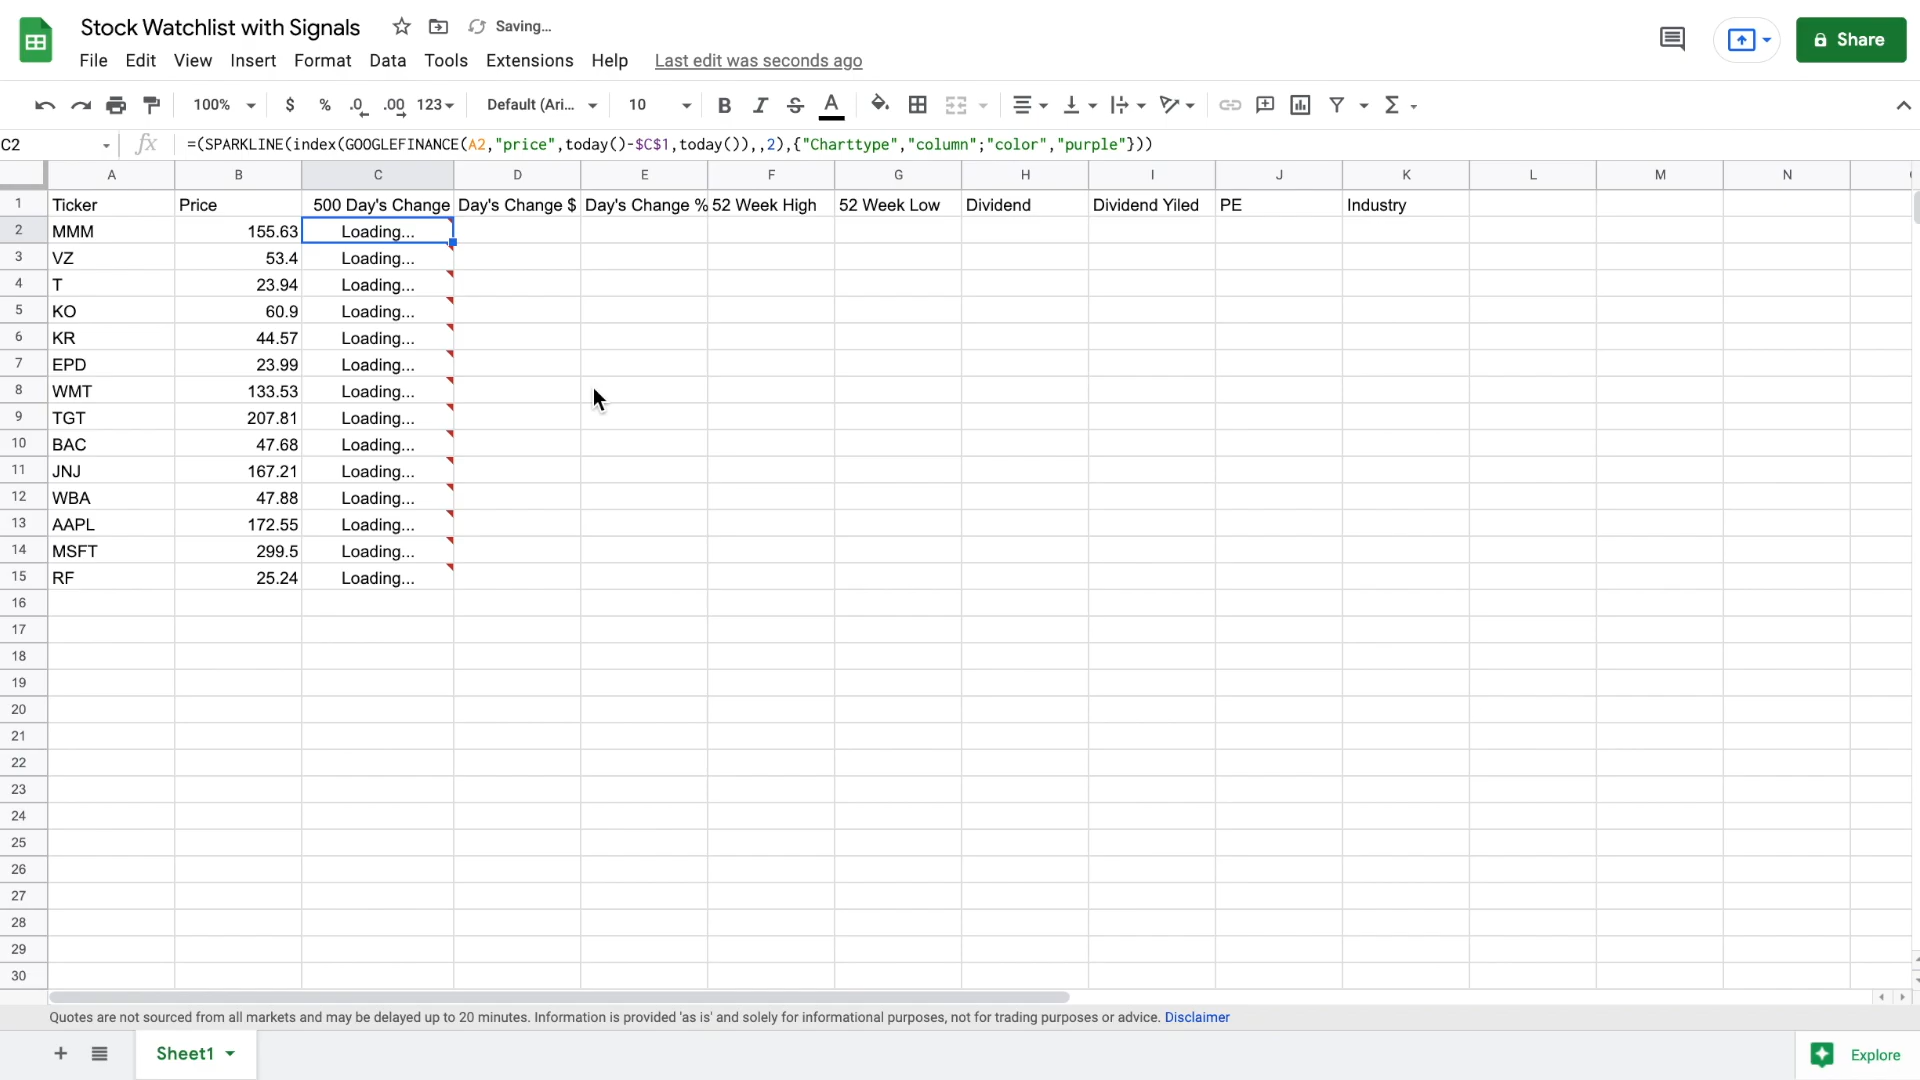 Stock Watchlist with Signals Saving...
File Edit View Insert Format Data Tools Extensions Help Last edit was seconds ago
Share
100% $ % .0 .00 123 Default (Ari... 10 B I S A Σ
C2 fx =(SPARKLINE(index(GOOGLEFINANCE(A2,"price",today()-$C$1,today()),,2),{"Charttype","column";"color","purple"}))
A B C D E F G H I J K L M N
1 Ticker Price 500 Day's Change Day's Change $ Day's Change % 52 Week High 52 Week Low Dividend Dividend Yiled PE Industry
2 MMM 155.63 Loading...
3 VZ 53.4 Loading...
4 T 23.94 Loading...
5 KO 60.9 Loading...
6 KR 44.57 Loading...
7 EPD 23.99 Loading...
8 WMT 133.53 Loading...
9 TGT 207.81 Loading...
10 BAC 47.68 Loading...
11 JNJ 167.21 Loading...
12 WBA 47.88 Loading...
13 AAPL 172.55 Loading...
14 MSFT 299.5 Loading...
15 RF 25.24 Loading...
16
17
18
19
20
21
22
23
24
25
26
27
28
29
30
Quotes are not sourced from all markets and may be delayed up to 20 minutes. Information is provided 'as is' and solely for informational purposes, not for trading purposes or advice. Disclaimer
Sheet1 Explore